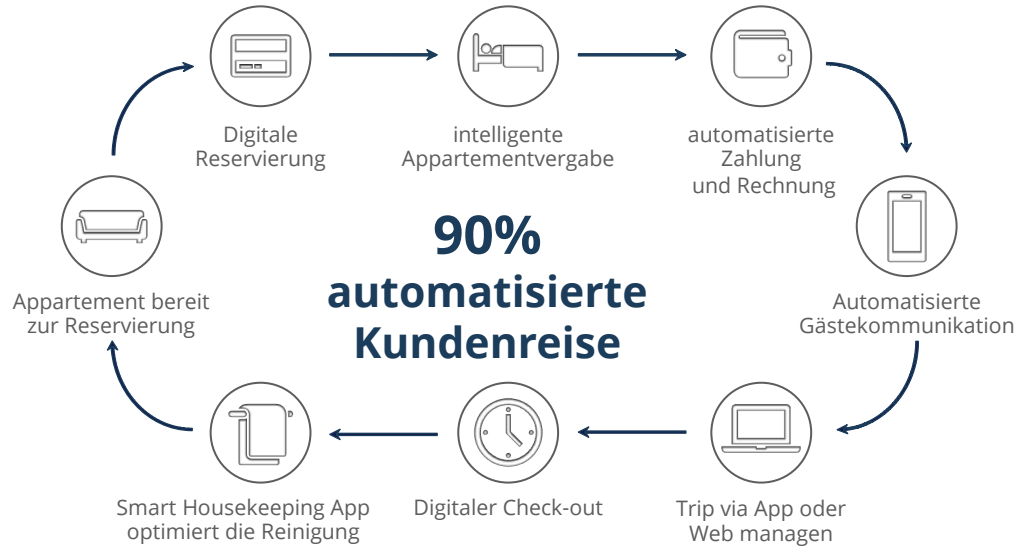 Digitale
Reservierung
intelligente
Appartementvergabe
automatisierte
Zahlung
und Rechnung
90%
automatisierte
Kundenreise
Appartement bereit
zur Reservierung
Automatisierte
Gästekommunikation
Smart Housekeeping App
optimiert die Reinigung
Digitaler Check-out
Trip via App oder
Web managen